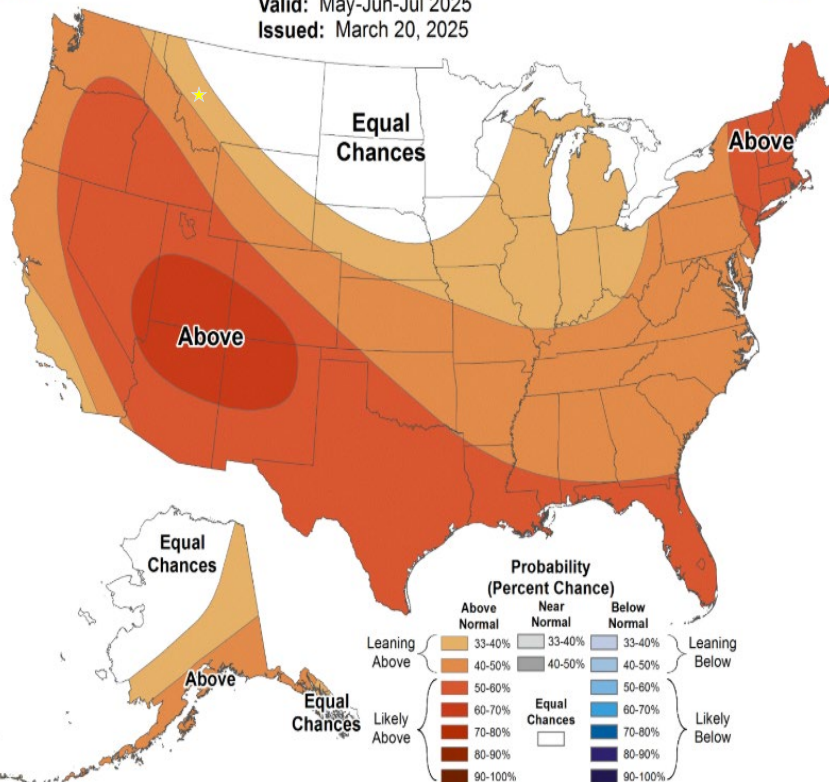 Valid: May-Jun-Jul 2025
Issued: March 20, 2025
Equal
Chances
Above
Above
Equal
Chances
Above
Equal
Chances
Probability
(Percent Chance)
Above
Normal
Near
Normal
Below
Normal
Leaning
Above
33-40%
33-40%
33-40%
Leaning
Below
40-50%
40-50%
40-50%
Likely
Above
50-60%
60-70%
70-80%
80-90%
90-100%
Equal
Chances
50-60%
60-70%
70-80%
80-90%
90-100%
Likely
Below